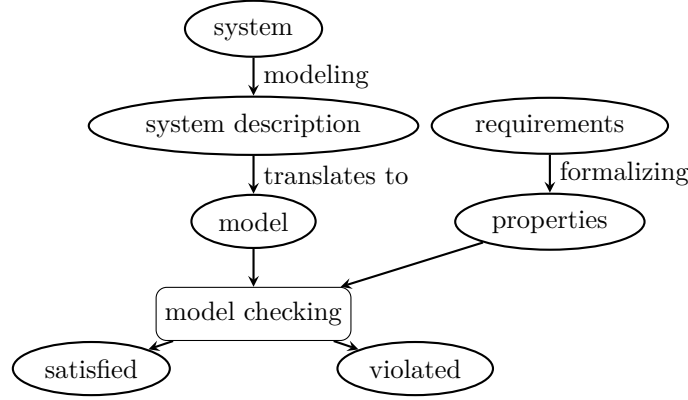 system
modeling
system description
requirements
translates to
formalizing
model
properties
model checking
satisfied
violated